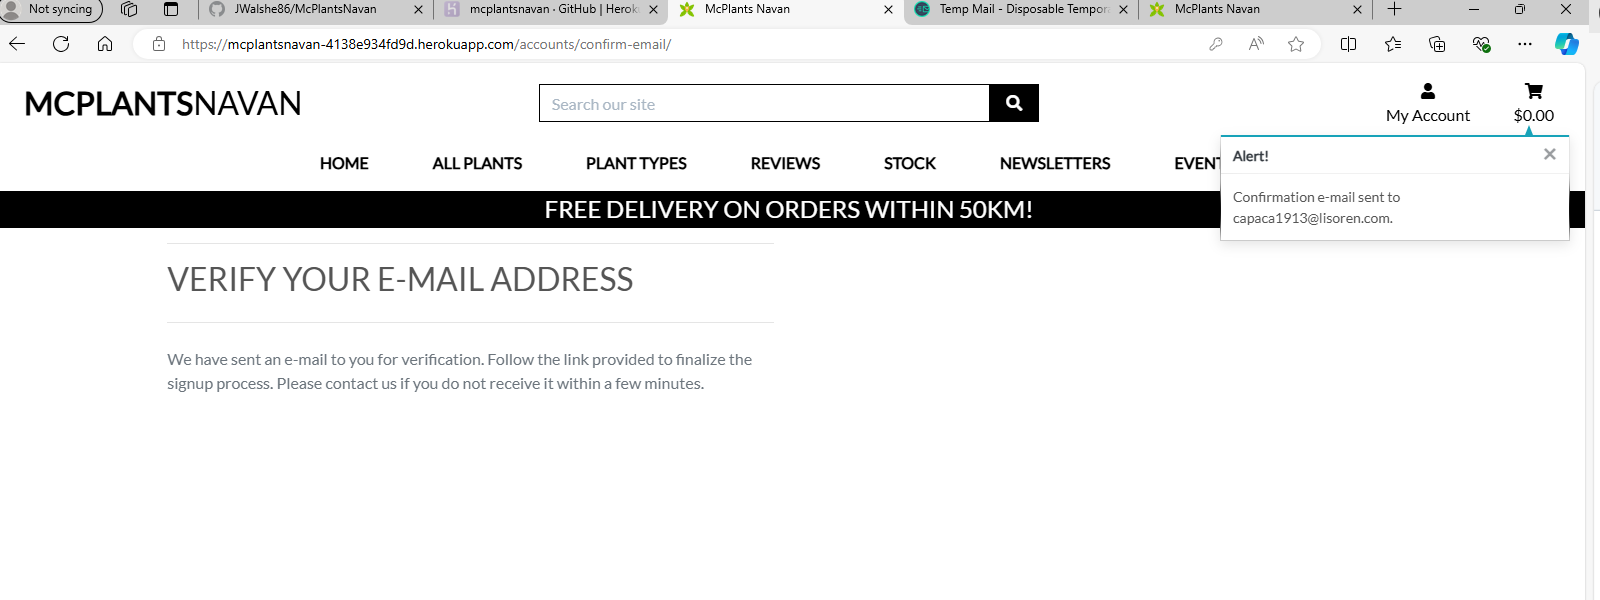 Not syncing
JWalshe86/McPlantsNavan
mcplantsnavan · GitHub | Herok
McPlants Navan
Temp Mail - Disposable Tempora
McPlants Navan
https://mcplantsnavan-4138e934fd9d.herokuapp.com/accounts/confirm-email/
MCPLANTSNAVAN
Search our site
My Account
$0.00
HOME
ALL PLANTS
PLANT TYPES
REVIEWS
STOCK
NEWSLETTERS
EVENT
Alert!
Confirmation e-mail sent to
capaca1913@lisoren.com.
FREE DELIVERY ON ORDERS WITHIN 50KM!
VERIFY YOUR E-MAIL ADDRESS
We have sent an e-mail to you for verification. Follow the link provided to finalize the
signup process. Please contact us if you do not receive it within a few minutes.